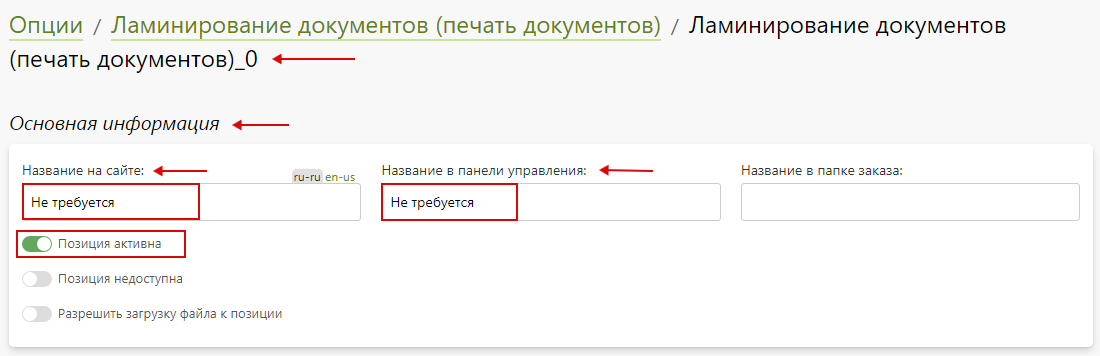 Опции / Ламинирование документов (печать документов) / Ламинирование документов
(печать документов)_0
Основная информация
Название на сайте: ru-ru en-us Название в панели управления: Название в папке заказа:
Не требуется Не требуется
Позиция активна
Позиция недоступна
Разрешить загрузку файла к позиции